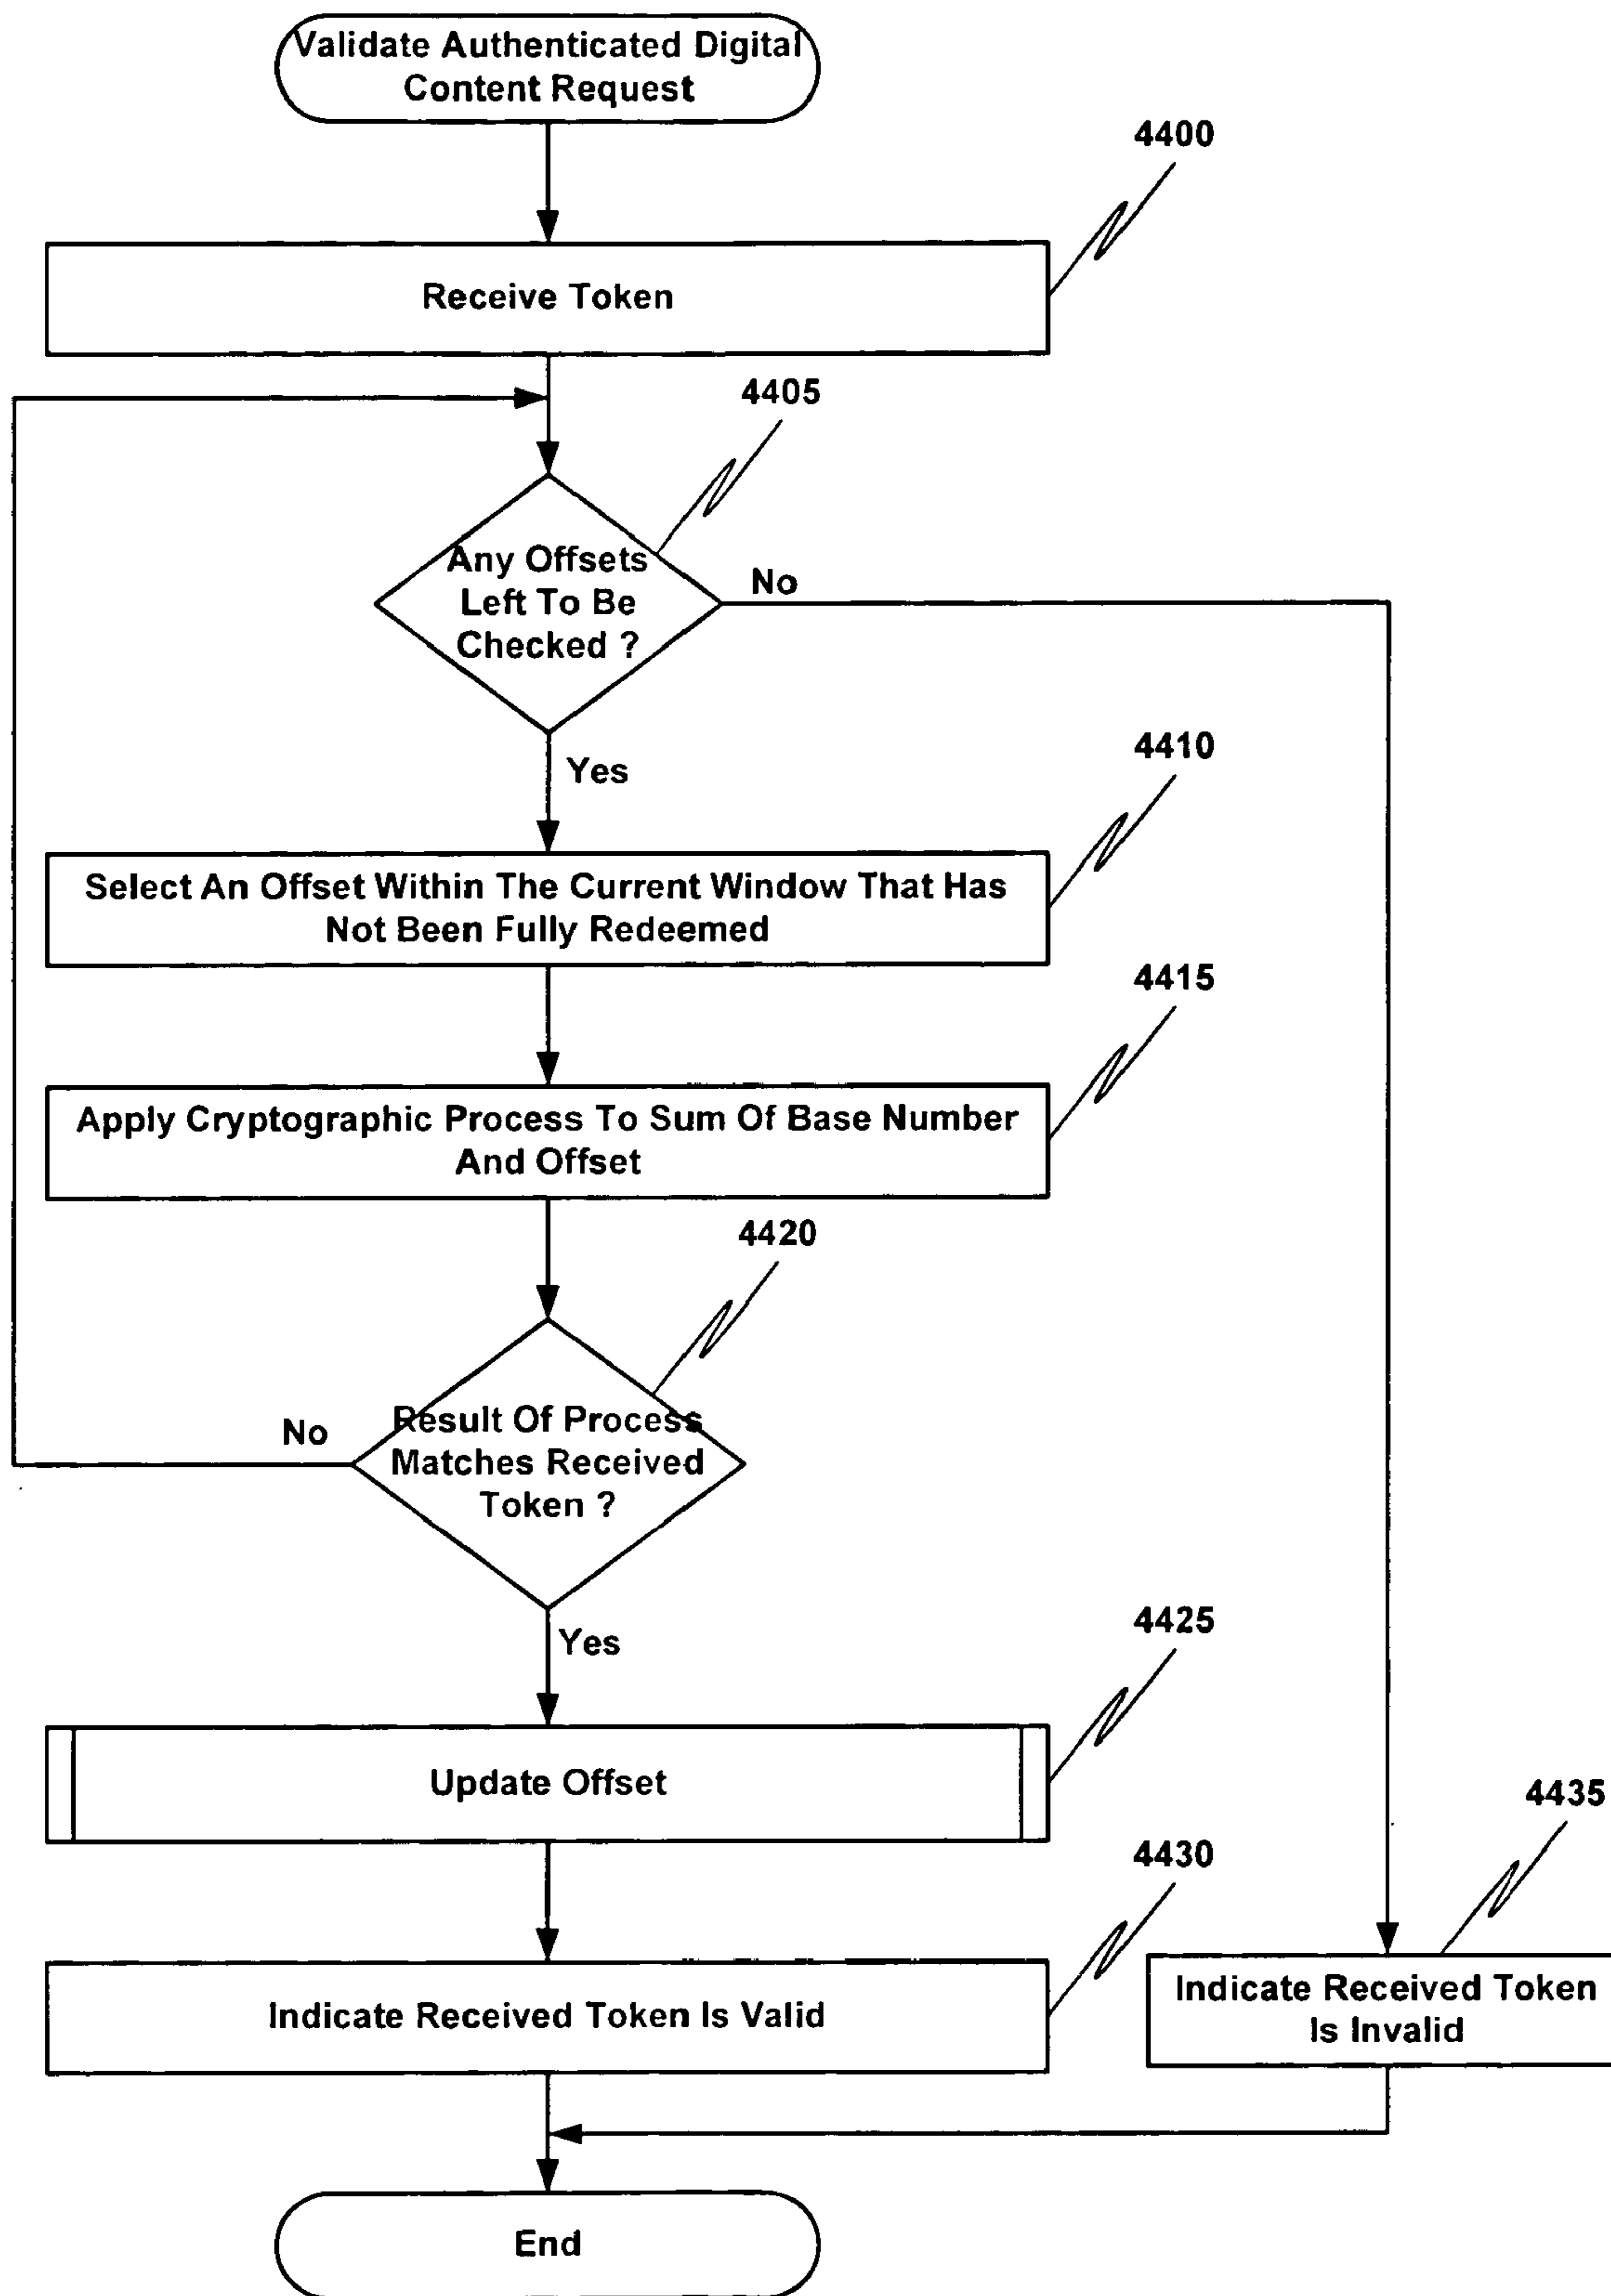 Validate Authenticated Digital
Content Request
4400
Receive Token
4405
Any Offsets
Left To Be
Checked ?
No
Yes
4410
Select An Offset Within The Current Window That Has
Not Been Fully Redeemed
4415
Apply Cryptographic Process To Sum Of Base Number
And Offset
4420
Result Of Process
Matches Received
Token ?
No
Yes
4425
Update Offset
4435
4430
Indicate Received Token Is Valid
Indicate Received Token
Is Invalid
End